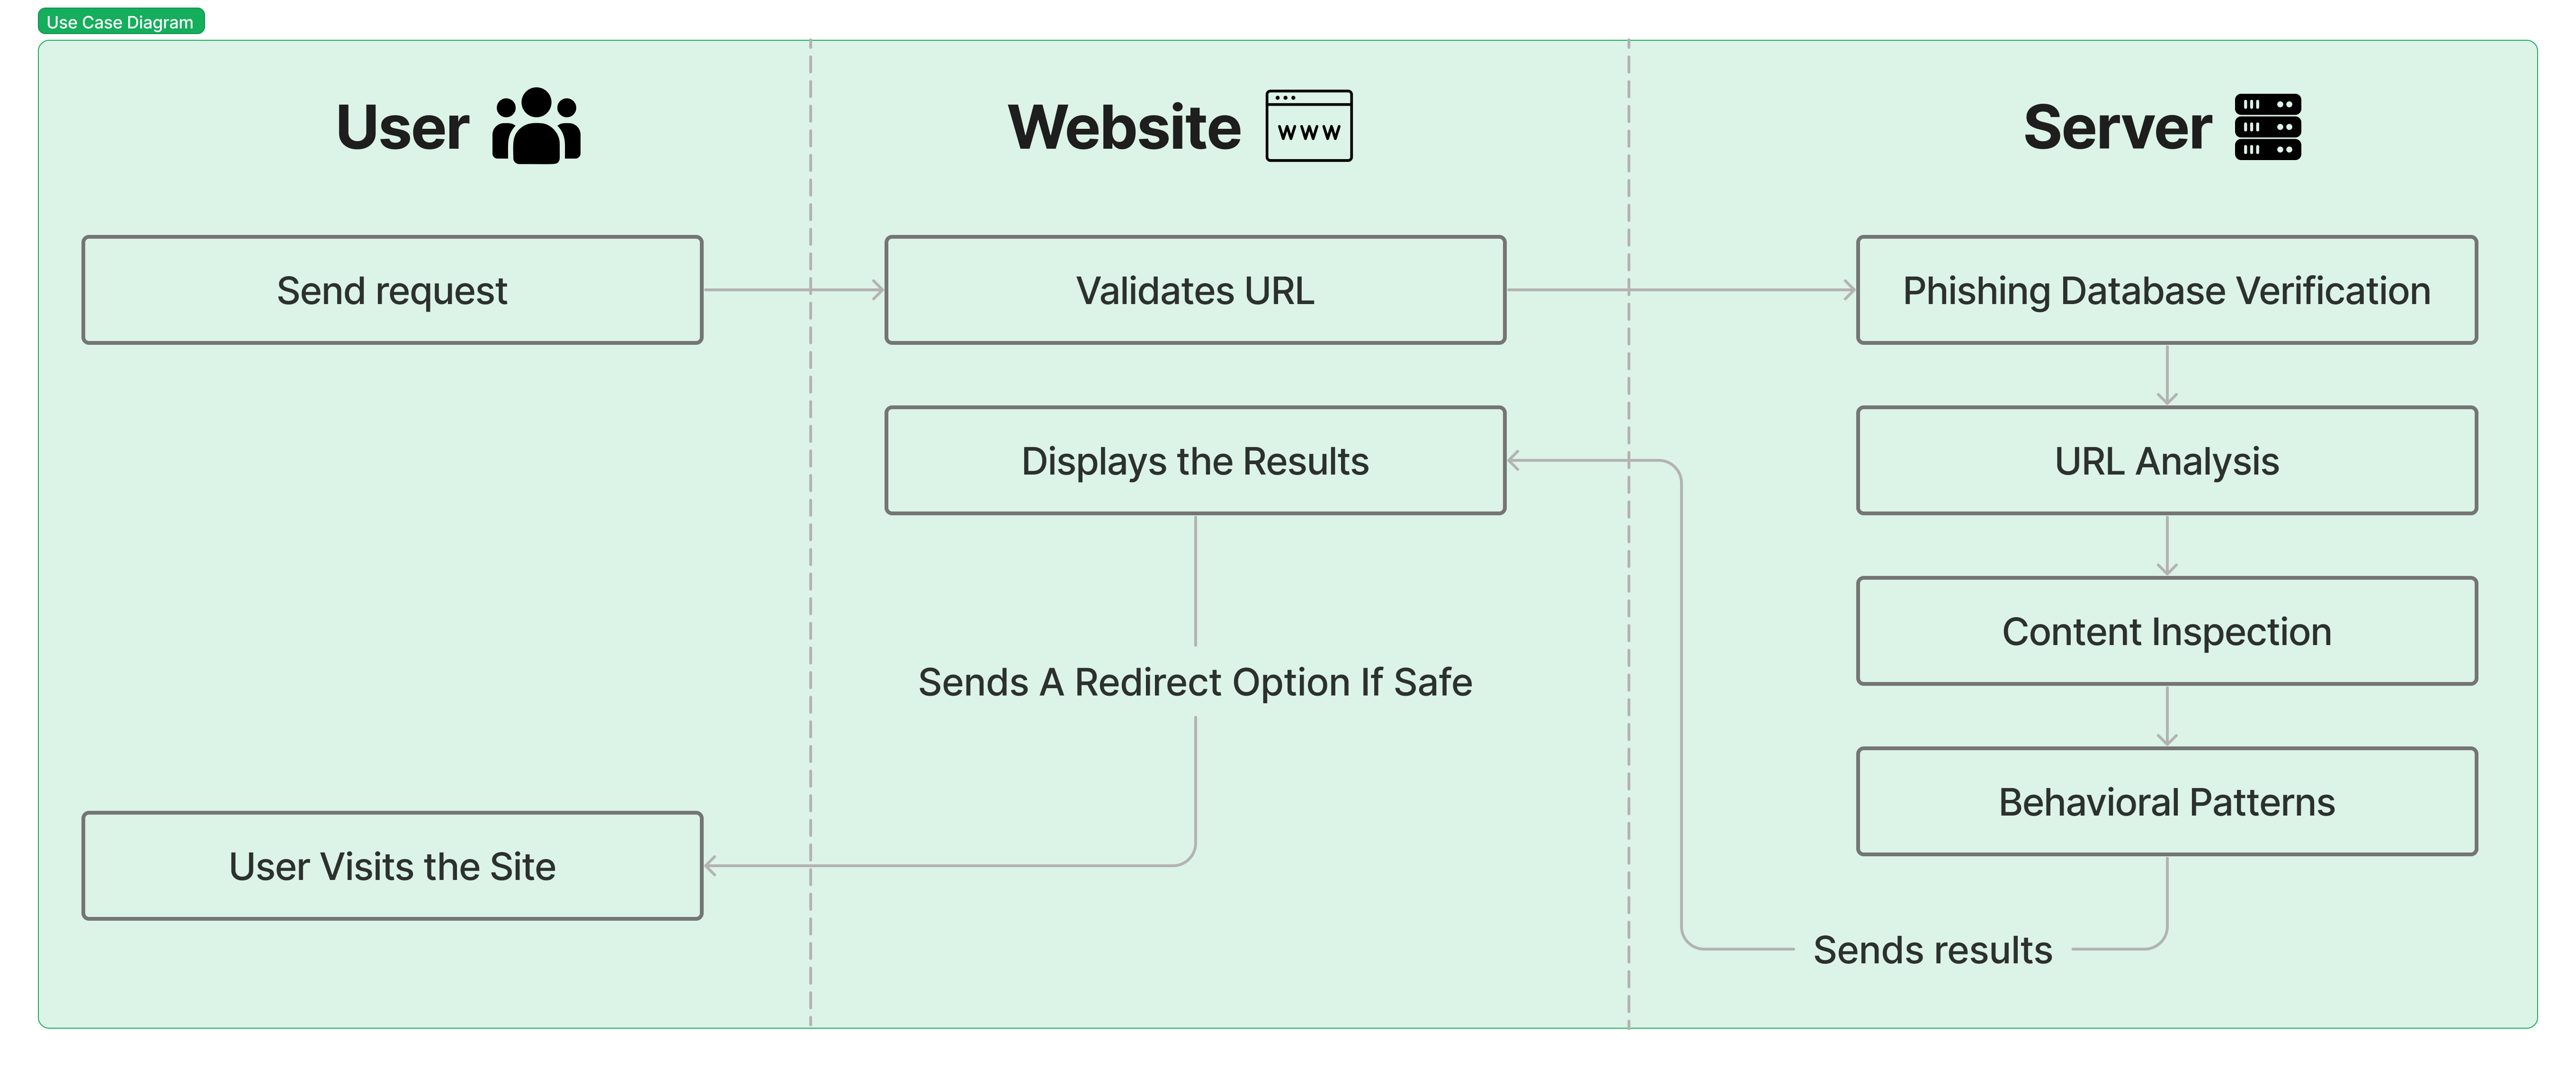 Use Case Diagram
User
Website
WWW
Server
Send request
Validates URL
Phishing Database Verification
Displays the Results
URL Analysis
Content Inspection
Sends A Redirect Option If Safe
Behavioral Patterns
User Visits the Site
Sends results